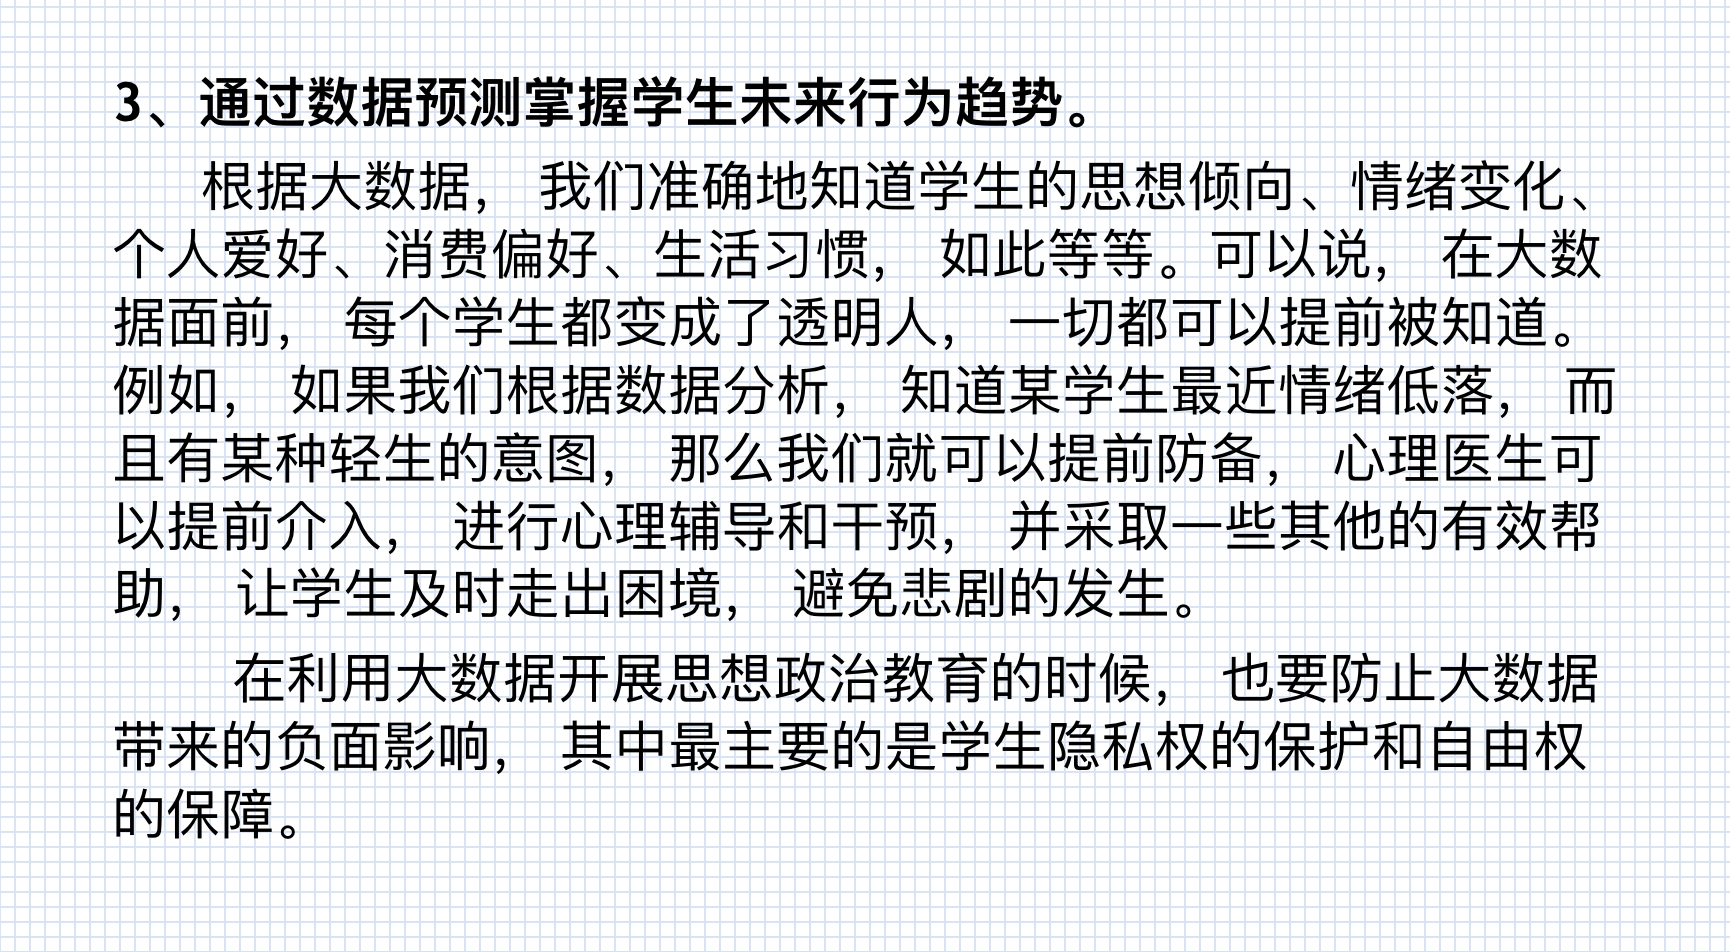 3、通过数据预测掌握学生未来行为趋势。
根据大数据， 我们准确地知道学生的思想倾向、情绪变化、
个人爱好、消费偏好、生活习惯， 如此等等。可以说， 在大数
据面前， 每个学生都变成了透明人， 一切都可以提前被知道。
例如， 如果我们根据数据分析， 知道某学生最近情绪低落， 而
且有某种轻生的意图， 那么我们就可以提前防备， 心理医生可
以提前介入， 进行心理辅导和干预， 并采取一些其他的有效帮
助， 让学生及时走出困境， 避免悲剧的发生。
在利用大数据开展思想政治教育的时候， 也要防止大数据
带来的负面影响， 其中最主要的是学生隐私权的保护和自由权
的保障。